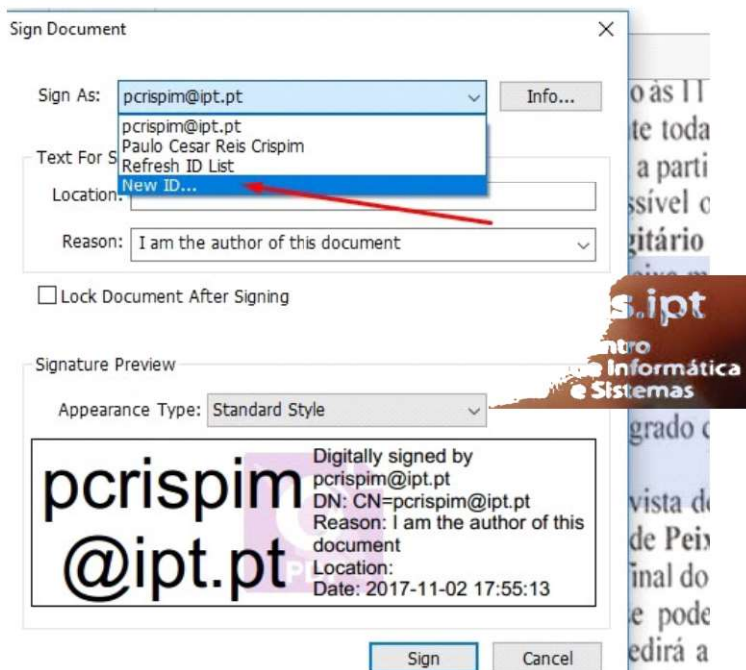 Sign Document
Sign As: pcrispim@ipt.pt Info...
pcrispim@ipt.pt
Paulo Cesar Reis Crispim
Refresh ID List
New ID...
Text For S
Location:
Reason: I am the author of this document
Lock Document After Signing
Signature Preview
Appearance Type: Standard Style
pcrispim
@ipt.pt
Digitally signed by
pcrispim@ipt.pt
DN: CN=pcrispim@ipt.pt
Reason: I am the author of this
document
Location:
Date: 2017-11-02 17:55:13
Sign Cancel
o às 11
te toda
a parti
ssível o
gitário
s.ipt
ntro
e Informática
e Sistemas
grado
vista d
de Peix
inal do
e pode
edirá a